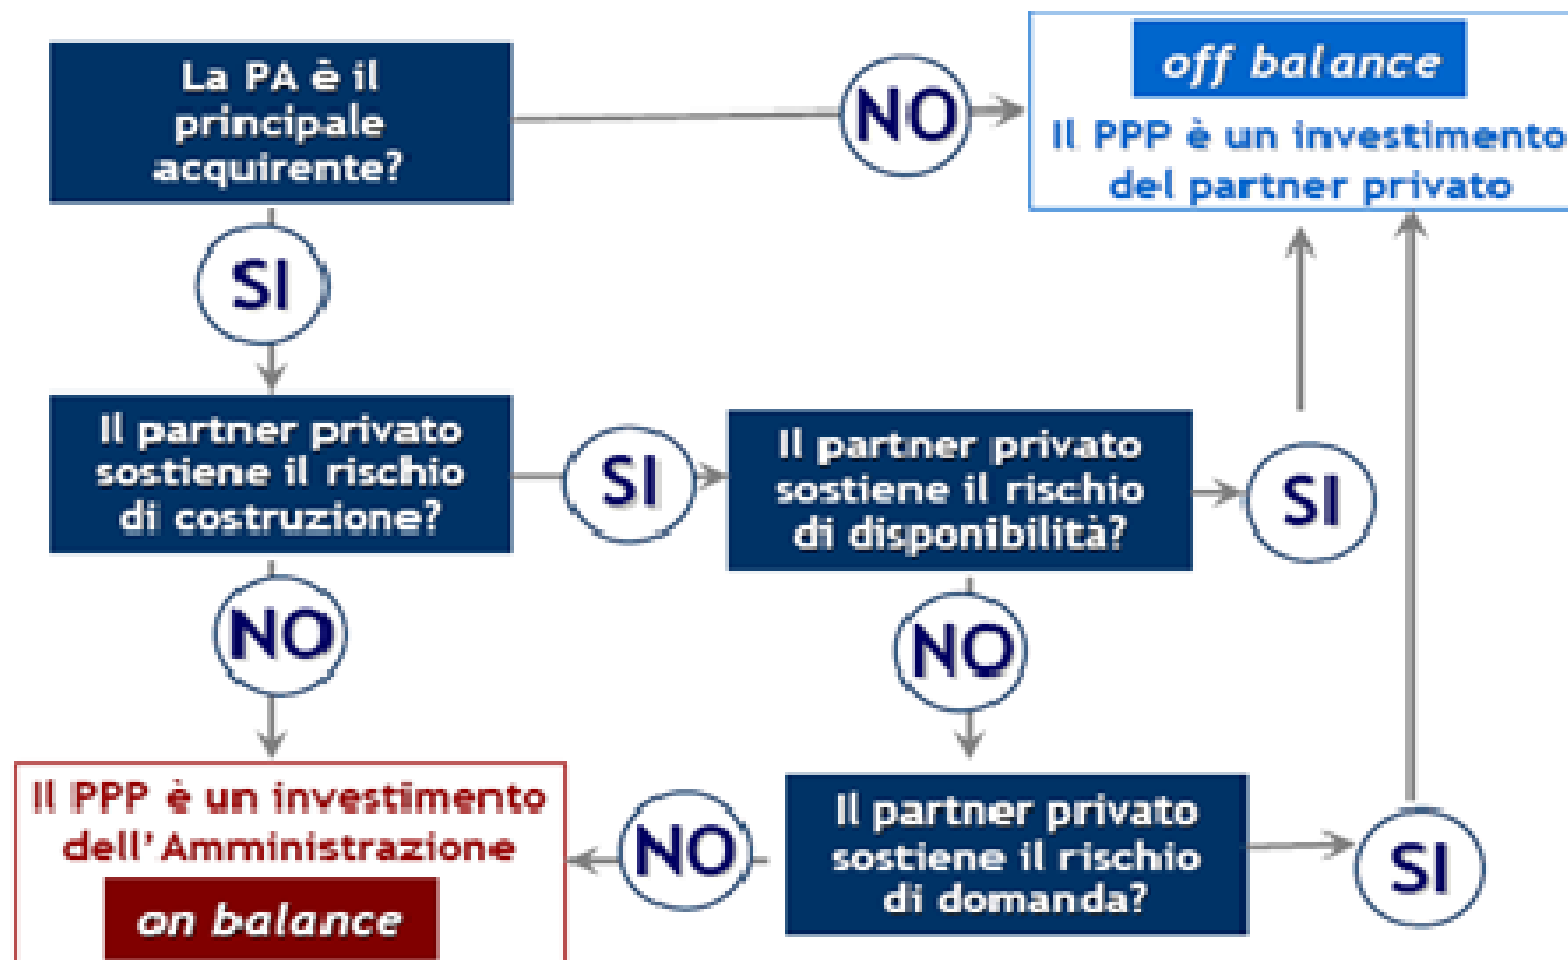 La PA è il
principale
acquirente?
NO
off balance
Il PPP è un investimento
del partner privato
SI
Il partner privato
sostiene il rischio
di costruzione?
SI
Il partner privato
sostiene il rischio
di disponibilità?
SI
NO
NO
Il PPP è un investimento
dell'Amministrazione
on balance
NO
Il partner privato
sostiene il rischio
di domanda?
SI